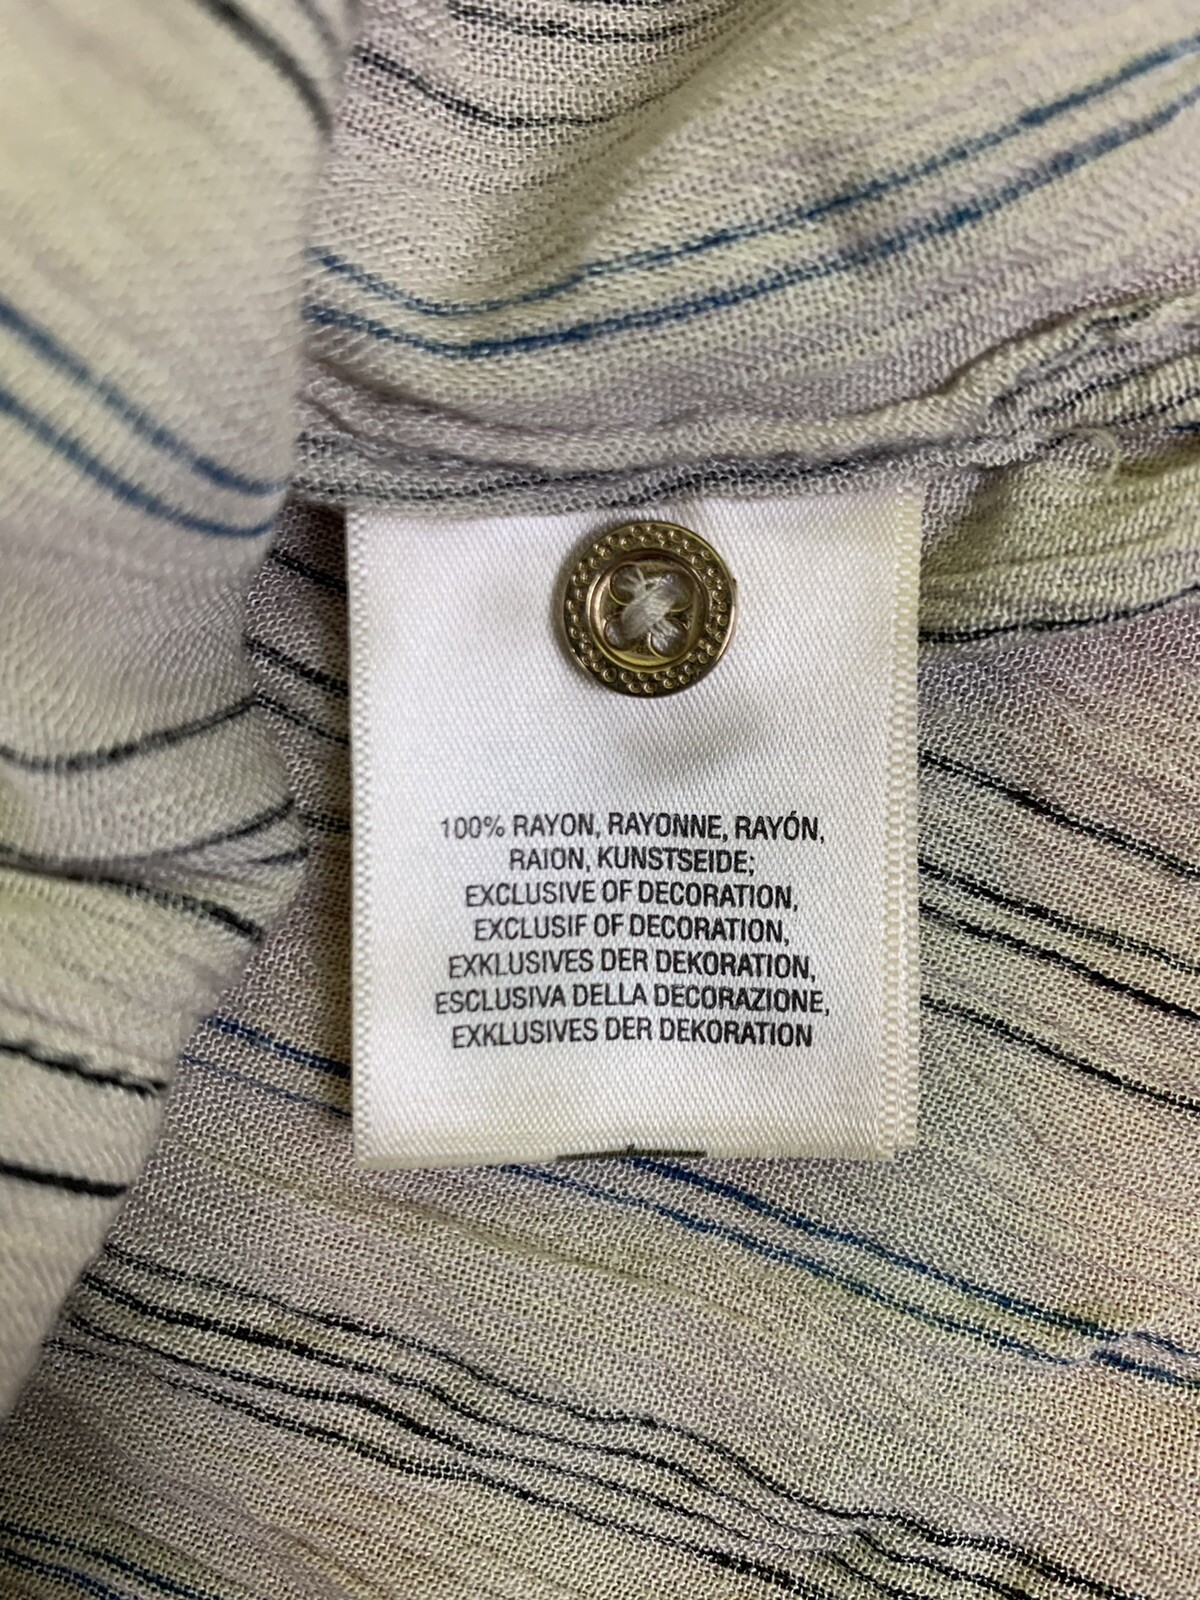 100% RAYON, RAYONNE, RAYÓN,
RAION, KUNSTSEIDE;
EXCLUSIVE OF DECORATION,
EXCLUSIF OF DECORATION,
EXKLUSIVES DER DEKORATION,
ESCLUSIVA DELLA DECORAZIONE,
EXKLUSIVES DER DEKORATION